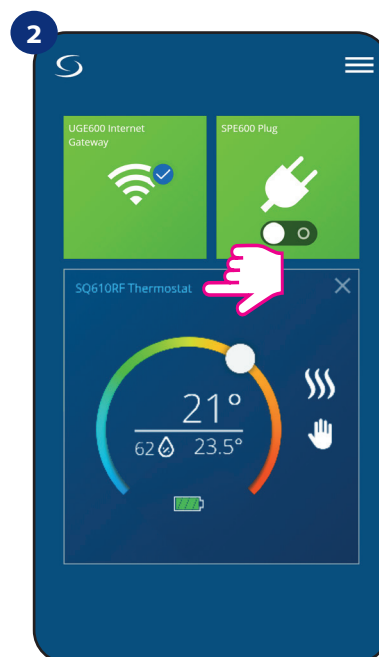 2
UGE600 Internet
Gateway
SPE600 Plug
SQ610RF Thermostat
21°
62 23.5°